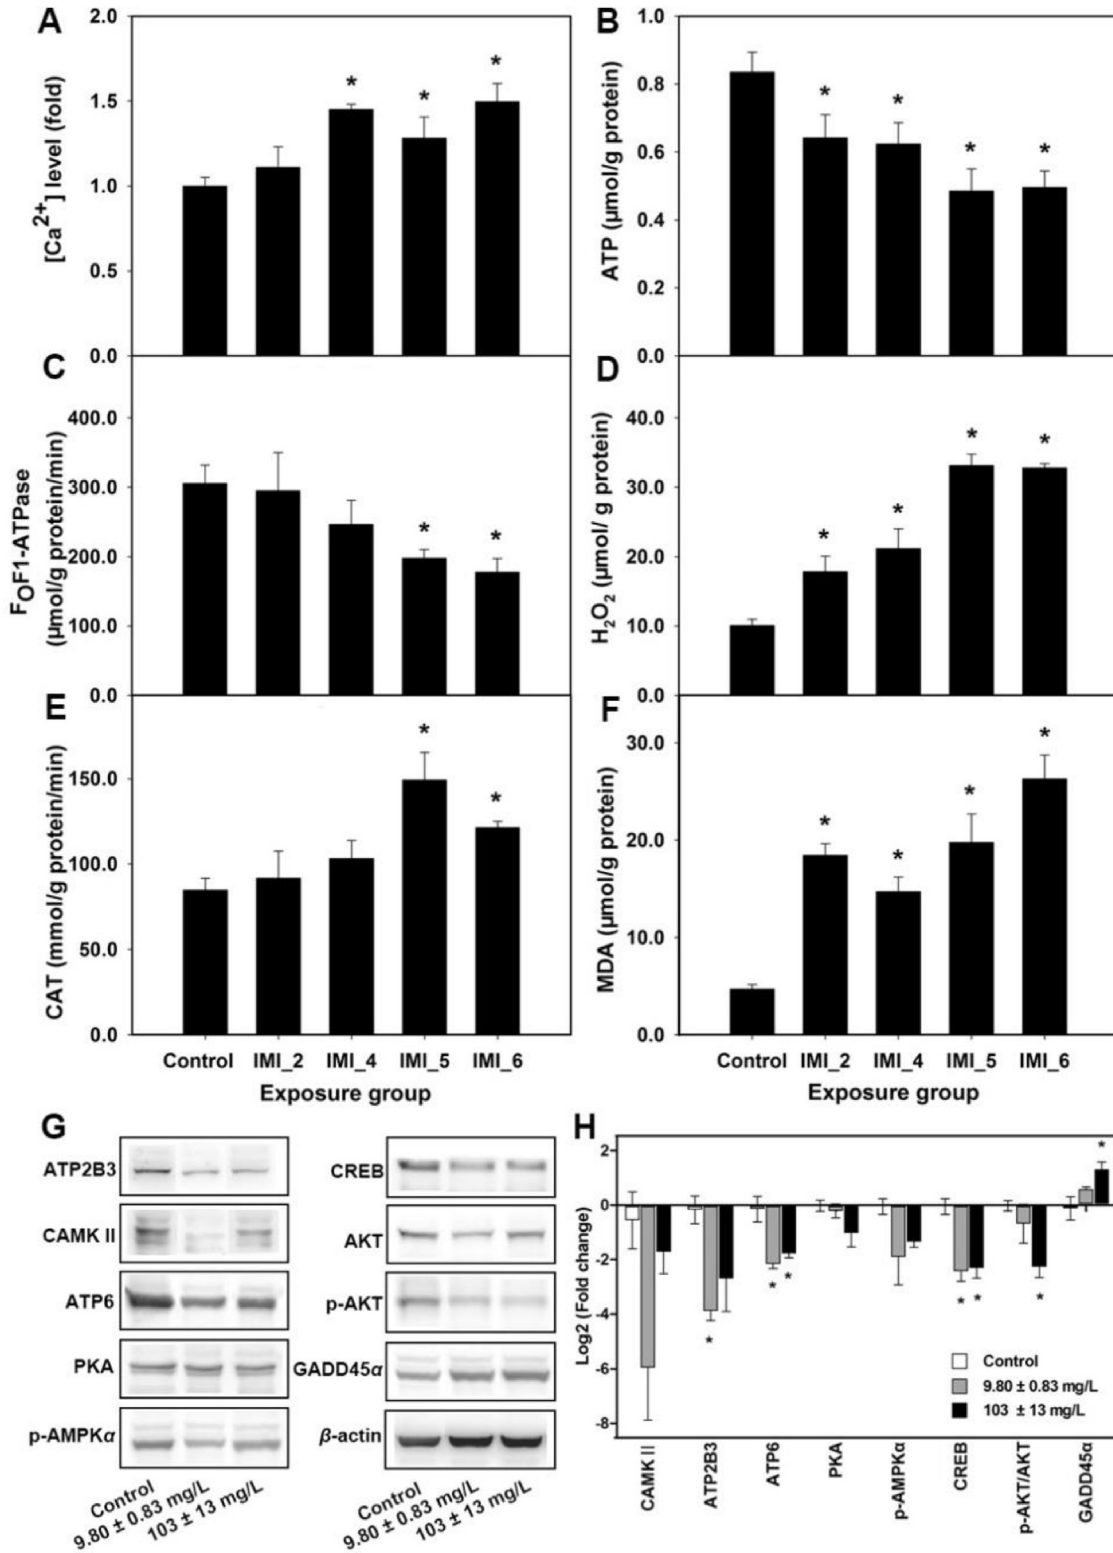 A
2.0
1.5
1.0
0.5
0.0
[Ca2+] level (fold)
*
*
*
B
1.0
0.8
0.6
0.4
0.2
0.0
ATP (µmol/g protein)
*
*
*
*
C
400.0
300.0
200.0
100.0
0.0
FOF1-ATPase
(µmol/g protein/min)
*
*
D
40.0
30.0
20.0
10.0
0.0
H2O2 (µmol/ g protein)
*
*
*
*
E
150.0
100.0
50.0
0.0
CAT (mmol/g protein/min)
*
*
Control IMI_2 IMI_4 IMI_5 IMI_6
Exposure group
F
30.0
20.0
10.0
0.0
MDA (µmol/g protein)
*
*
*
*
Control IMI_2 IMI_4 IMI_5 IMI_6
Exposure group
G
ATP2B3
CAMK II
ATP6
PKA
p-AMPKα
Control
9.80 ± 0.83 mg/L
103 ± 13 mg/L
CREB
AKT
p-AKT
GADD45α
β-actin
Control
9.80 ± 0.83 mg/L
103 ± 13 mg/L
H
2
0
-2
-4
-6
-8
Log2 (Fold change)
*
*
*
*
*
*
*
Control
9.80 ± 0.83 mg/L
103 ± 13 mg/L
CAMK II
ATP2B3
ATP6
PKA
p-AMPKα
CREB
p-AKT/AKT
GADD45α